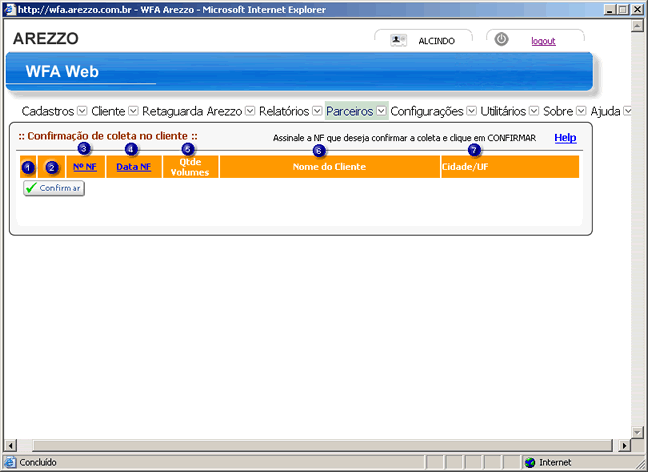 http://wfa.arezzo.com.br - WFA Arezzo - Microsoft Internet Explorer
AREZZO
ALCINDO
logout
WFA Web
Cadastros Cliente Retaguarda Arezzo Relatórios Parceiros Configurações Utilitários Sobre Ajuda
:: Confirmação de coleta no cliente ::
Assinale a NF que deseja confirmar a coleta e clique em CONFIRMAR
Help
1 2 3 4 5 6 7
Nº NF Data NF Qtde Volumes Nome do Cliente Cidade/UF
Confirmar
Concluído
Internet